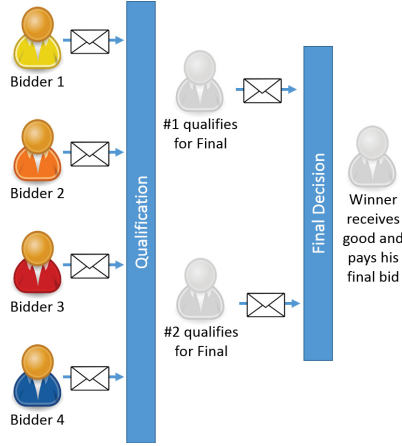 Bidder 1
Bidder 2
Bidder 3
Bidder 4
Qualification
#1 qualifies
for Final
#2 qualifies
for Final
Final Decision
Winner
receives
good and
pays his
final bid